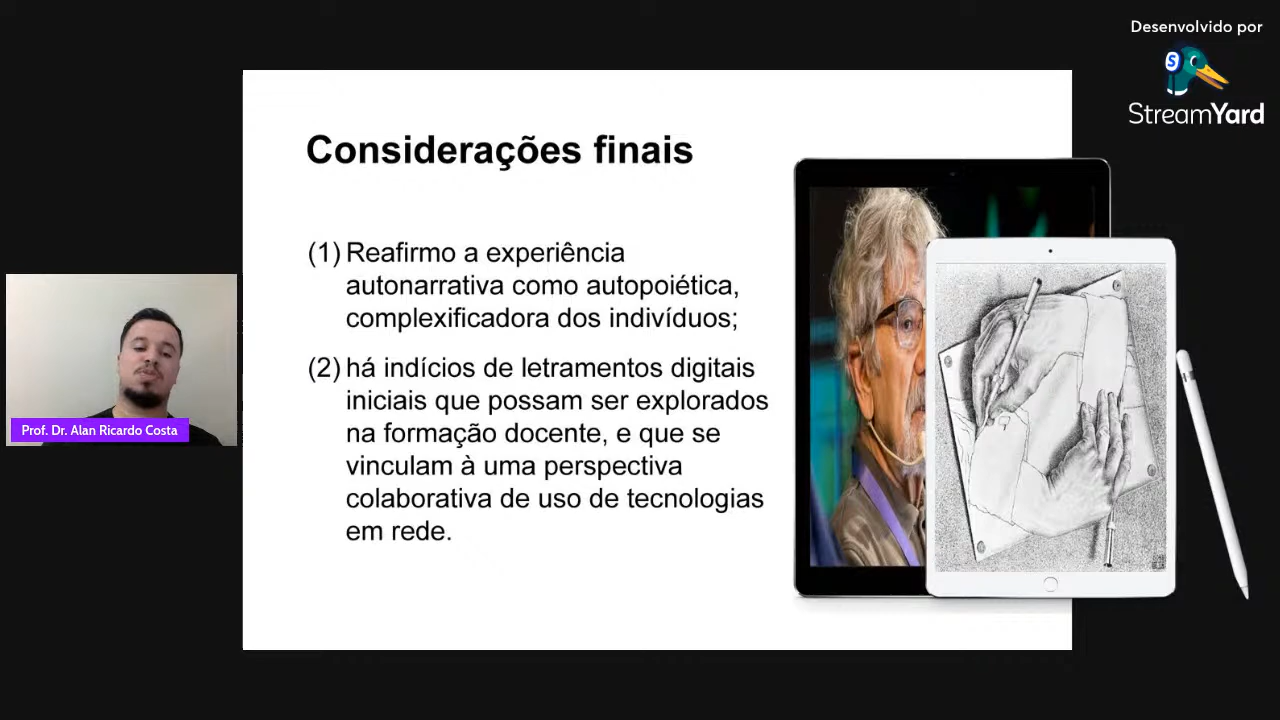 Desenvolvido por
StreamYard
Considerações finais
(1) Reafirmo a experiência
autonarrativa como autopoiética,
complexificadora dos indivíduos;
(2) há indícios de letramentos digitais
iniciais que possam ser explorados
na formação docente, e que se
vinculam à uma perspectiva
colaborativa de uso de tecnologias
em rede.
Prof. Dr. Alan Ricardo Costa